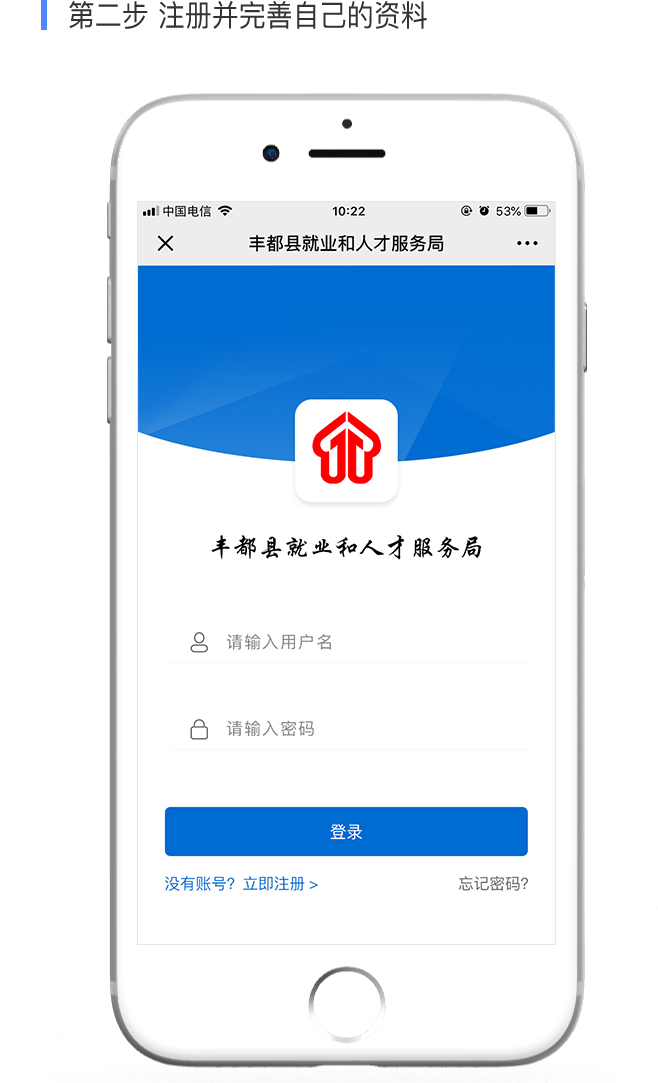 第二步 注册并完善自己的资料
中国电信 10:22 53%
丰都县就业和人才服务局
丰都县就业和人才服务局
请输入用户名
请输入密码
登录
没有账号? 立即注册 > 忘记密码?